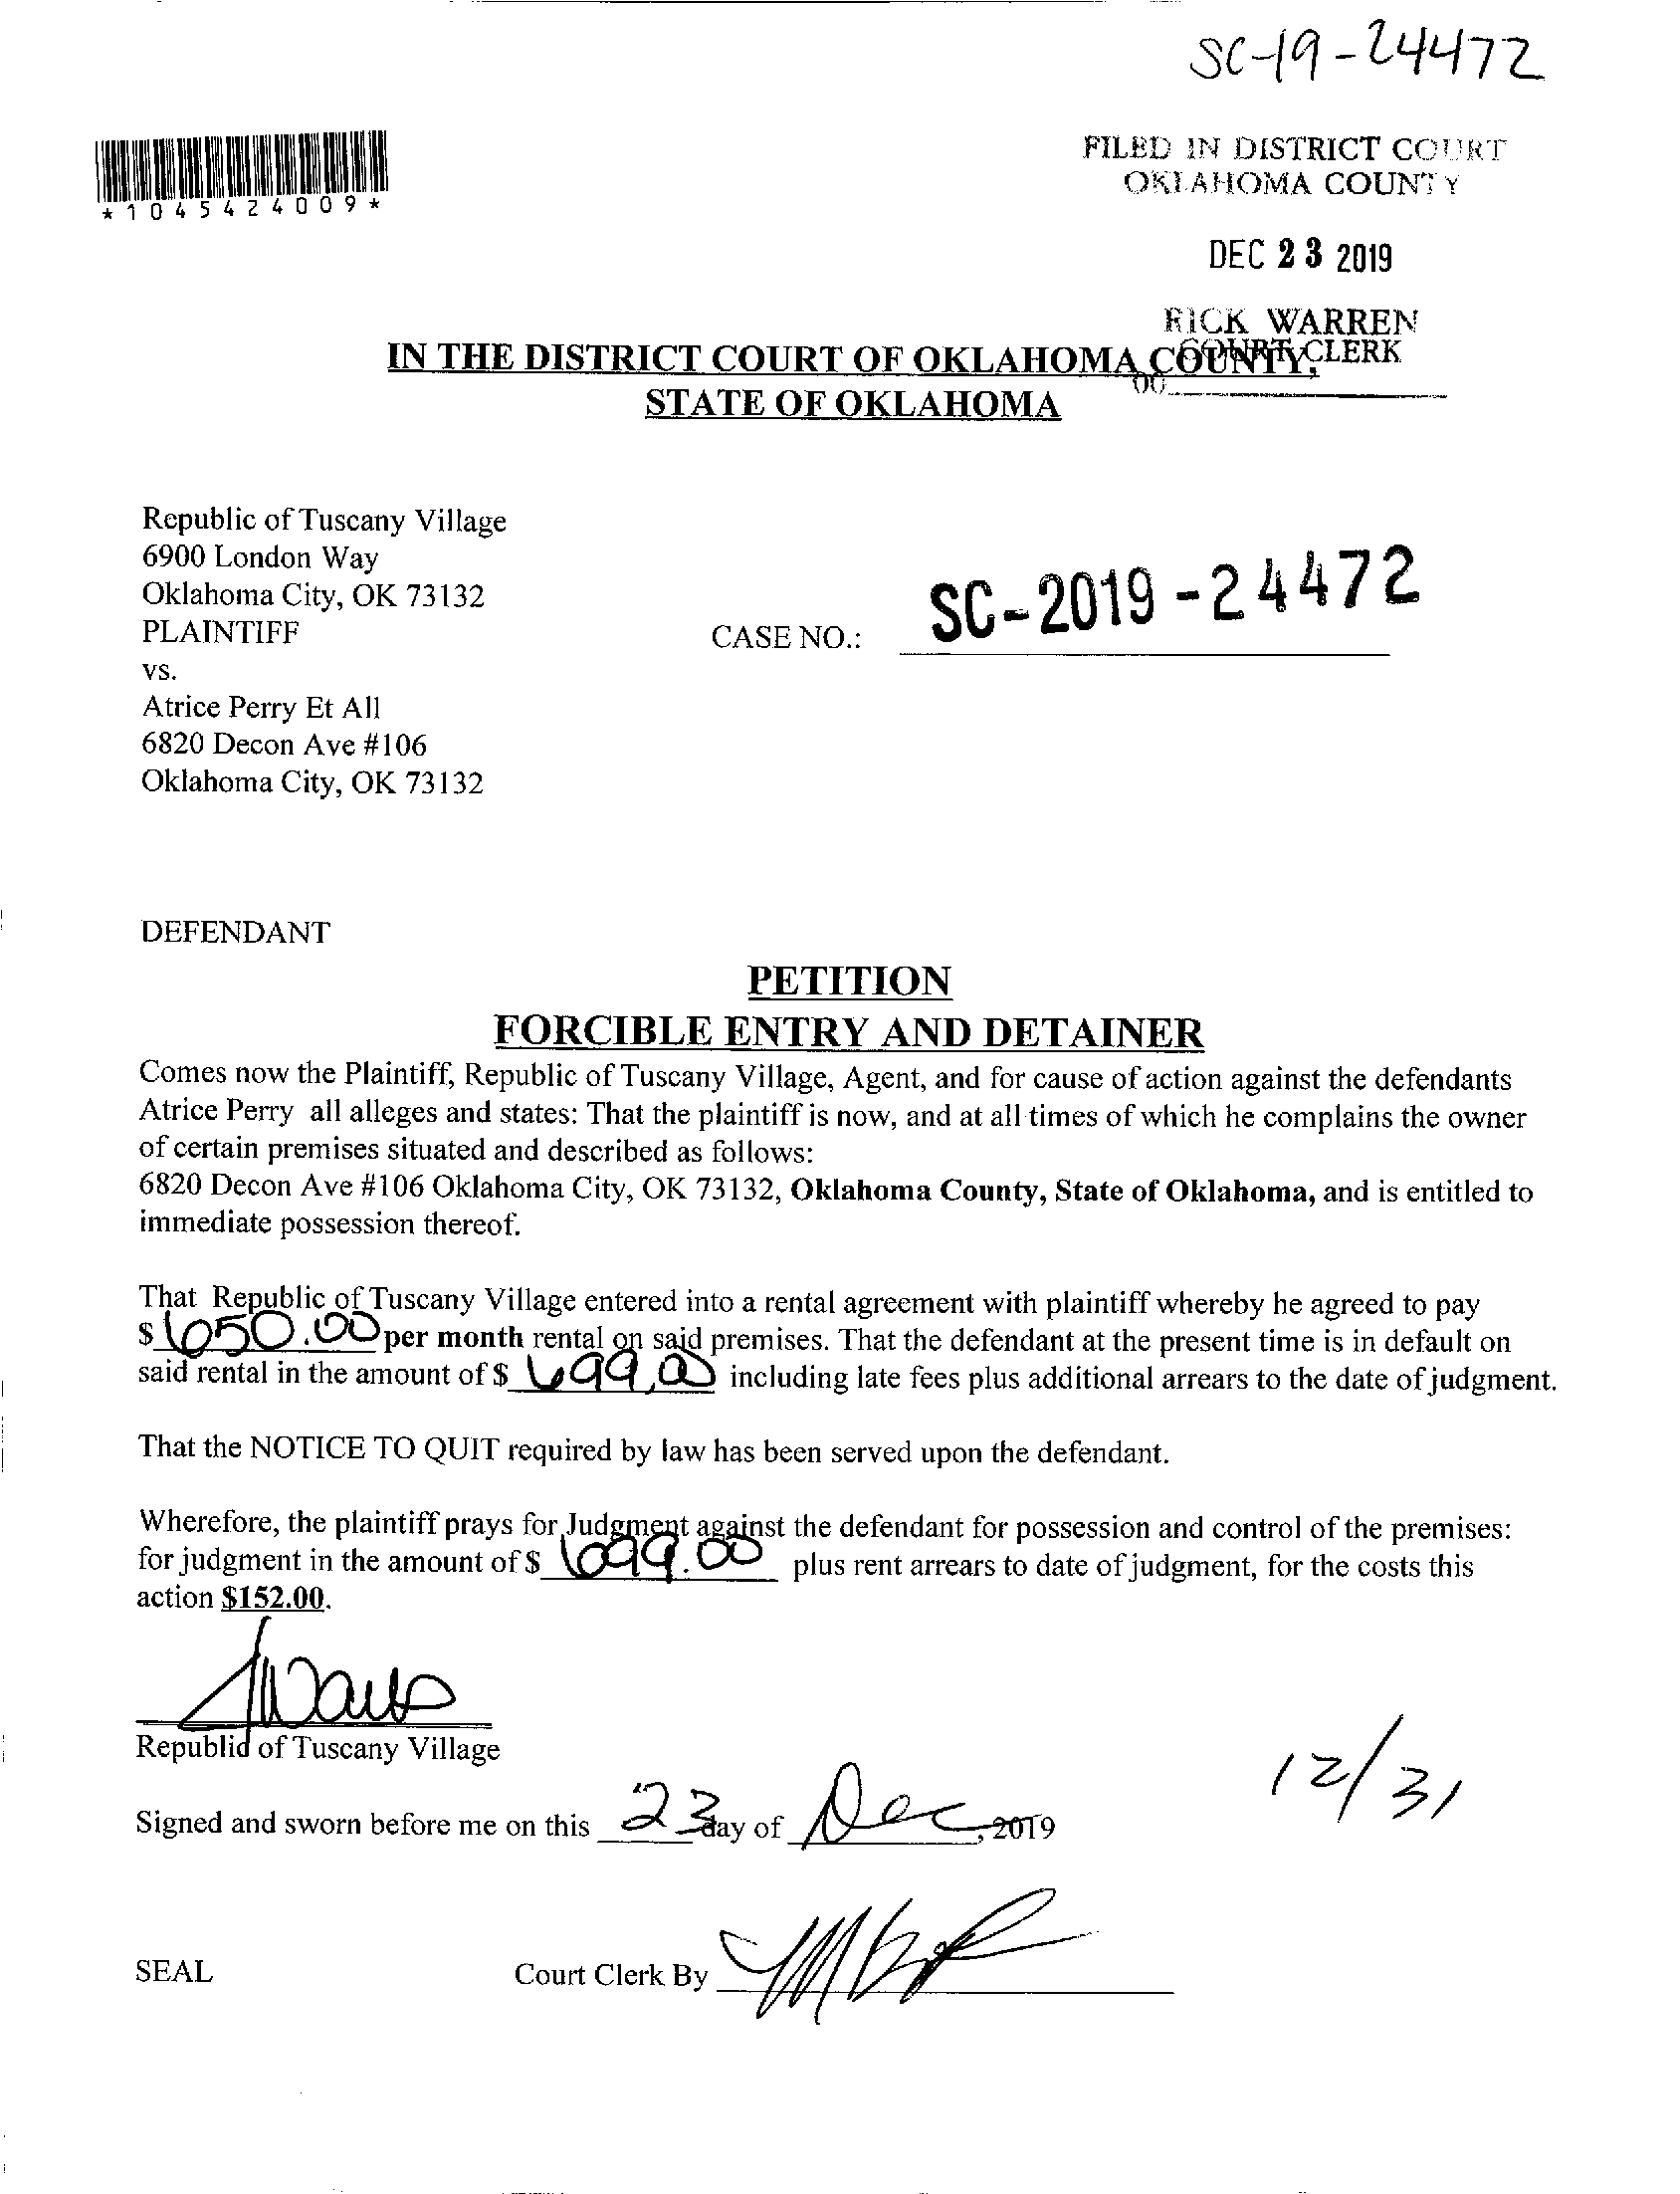 SC-19-24472
*1045424009*
FILED IN DISTRICT COURT
OKLAHOMA COUNTY
DEC 23 2019
RICK WARREN
COURT CLERK
IN THE DISTRICT COURT OF OKLAHOMA COUNTY,
STATE OF OKLAHOMA
Republic of Tuscany Village
6900 London Way
Oklahoma City, OK 73132
PLAINTIFF
CASE NO.: SC-2019-24472
vs.
Atrice Perry Et All
6820 Decon Ave #106
Oklahoma City, OK 73132
DEFENDANT
PETITION
FORCIBLE ENTRY AND DETAINER
Comes now the Plaintiff, Republic of Tuscany Village, Agent, and for cause of action against the defendants
Atrice Perry all alleges and states: That the plaintiff is now, and at all times of which he complains the owner
of certain premises situated and described as follows:
6820 Decon Ave #106 Oklahoma City, OK 73132, Oklahoma County, State of Oklahoma, and is entitled to
immediate possession thereof.
That Republic of Tuscany Village entered into a rental agreement with plaintiff whereby he agreed to pay
$ 650.00 per month rental on said premises. That the defendant at the present time is in default on
said rental in the amount of $ 699.00 including late fees plus additional arrears to the date of judgment.
That the NOTICE TO QUIT required by law has been served upon the defendant.
Wherefore, the plaintiff prays for Judgment against the defendant for possession and control of the premises:
for judgment in the amount of $ 699.00 plus rent arrears to date of judgment, for the costs this
action $152.00.
Republic of Tuscany Village
12/31
Signed and sworn before me on this 23 day of Dec, 2019
SEAL
Court Clerk By